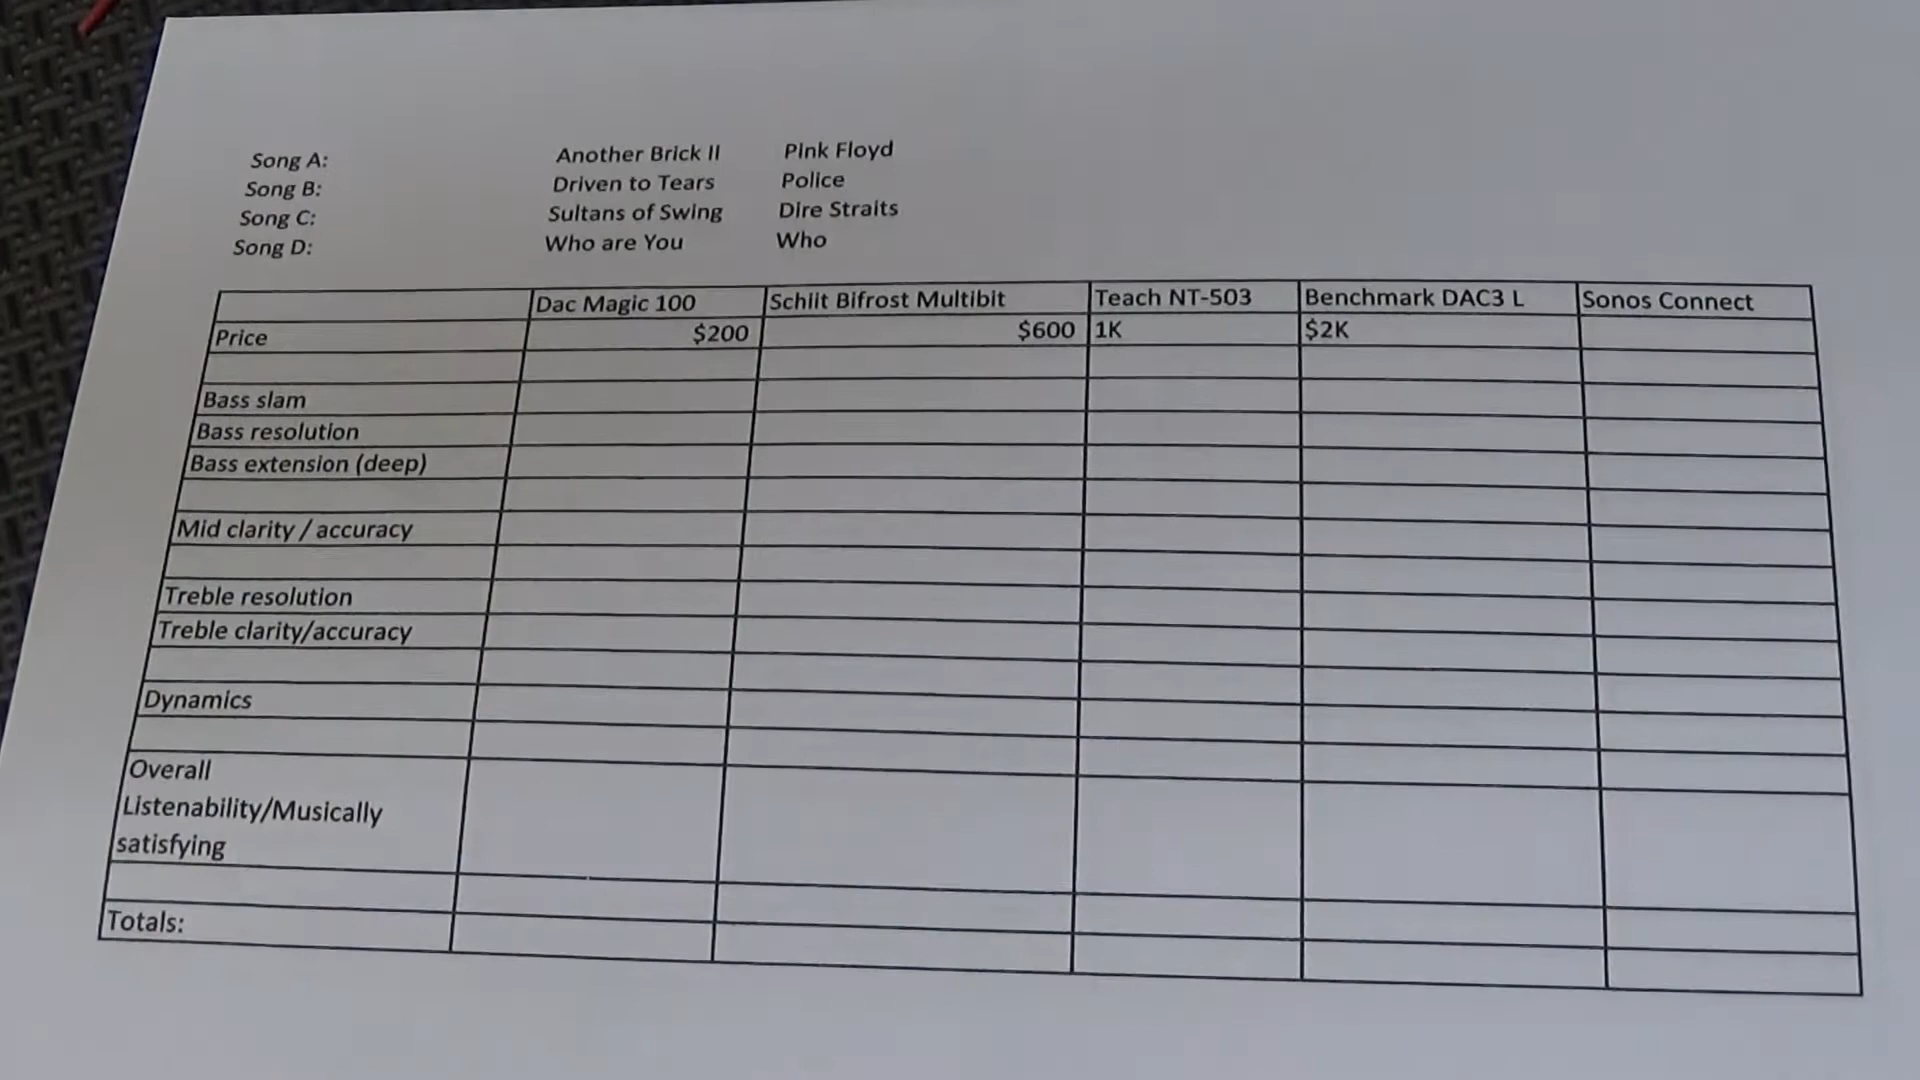 Song A: Another Brick II Pink Floyd
Song B: Driven to Tears Police
Song C: Sultans of Swing Dire Straits
Song D: Who are You Who
Dac Magic 100 Schiit Bifrost Multibit Teach NT-503 Benchmark DAC3 L Sonos Connect
Price $200 $600 1K $2K
Bass slam
Bass resolution
Bass extension (deep)
Mid clarity / accuracy
Treble resolution
Treble clarity/accuracy
Dynamics
Overall
Listenability/Musically
satisfying
Totals: